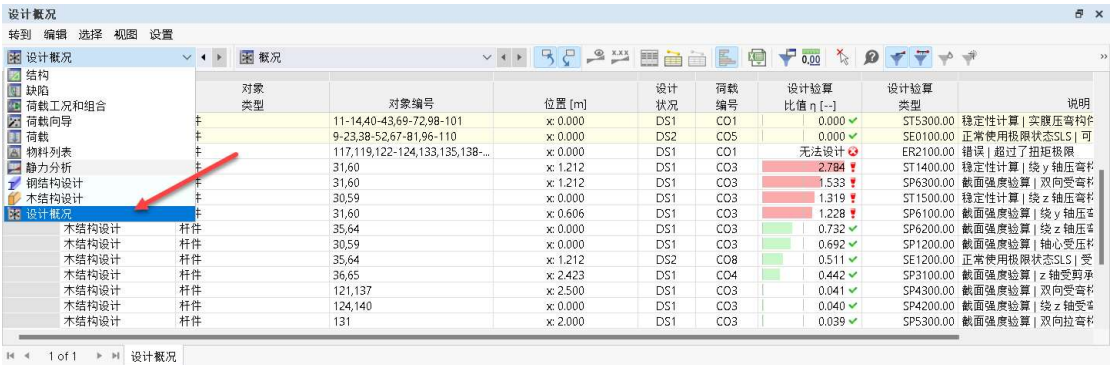 设计概况
转到 编辑 选择 视图 设置
设计概况 概况 x.xx 0,00
结构
缺陷
荷载工况和组合
荷载向导
荷载
物料列表
静力分析
钢结构设计
木结构设计
设计概况
对象 设计 荷载 设计验算 设计验算
类型 对象编号 位置 [m] 状况 编号 比值 η [--] 类型 说明
11-14,40-43,69-72,98-101 x: 0.000 DS1 CO1 0.000 ST5300.00 稳定性计算 | 实腹压弯构件
9-23,38-52,67-81,96-110 x: 0.000 DS2 CO5 0.000 SE0100.00 正常使用极限状态SLS | 可
117,119,122-124,133,135,138-... x: 0.000 DS1 CO1 无法设计 ER2100.00 错误 | 超过了扭矩极限
31,60 x: 1.212 DS1 CO3 2.784 ST1400.00 稳定性计算 | 绕 y 轴压弯构
31,60 x: 1.212 DS1 CO3 1.533 SP6300.00 截面强度验算 | 双向受弯构
30,59 x: 1.212 DS1 CO3 1.319 ST1500.00 稳定性计算 | 绕 z 轴压弯构
31,60 x: 0.606 DS1 CO3 1.228 SP6100.00 截面强度验算 | 绕 y 轴压弯
木结构设计 杆件 35,64 x: 0.000 DS1 CO3 0.732 SP6200.00 截面强度验算 | 绕 z 轴压弯
木结构设计 杆件 30,59 x: 0.000 DS1 CO3 0.692 SP1200.00 截面强度验算 | 轴心受压构
木结构设计 杆件 35,64 x: 1.212 DS2 CO8 0.511 SE1200.00 正常使用极限状态SLS | 受
木结构设计 杆件 36,65 x: 2.423 DS1 CO4 0.442 SP3100.00 截面强度验算 | z 轴受剪承
木结构设计 杆件 121,137 x: 2.500 DS1 CO3 0.041 SP4300.00 截面强度验算 | 双向受弯构
木结构设计 杆件 124,140 x: 0.000 DS1 CO3 0.040 SP4200.00 截面强度验算 | 绕 z 轴受弯
木结构设计 杆件 131 x: 2.000 DS1 CO3 0.039 SP5300.00 截面强度验算 | 双向拉弯构
1 of 1 设计概况